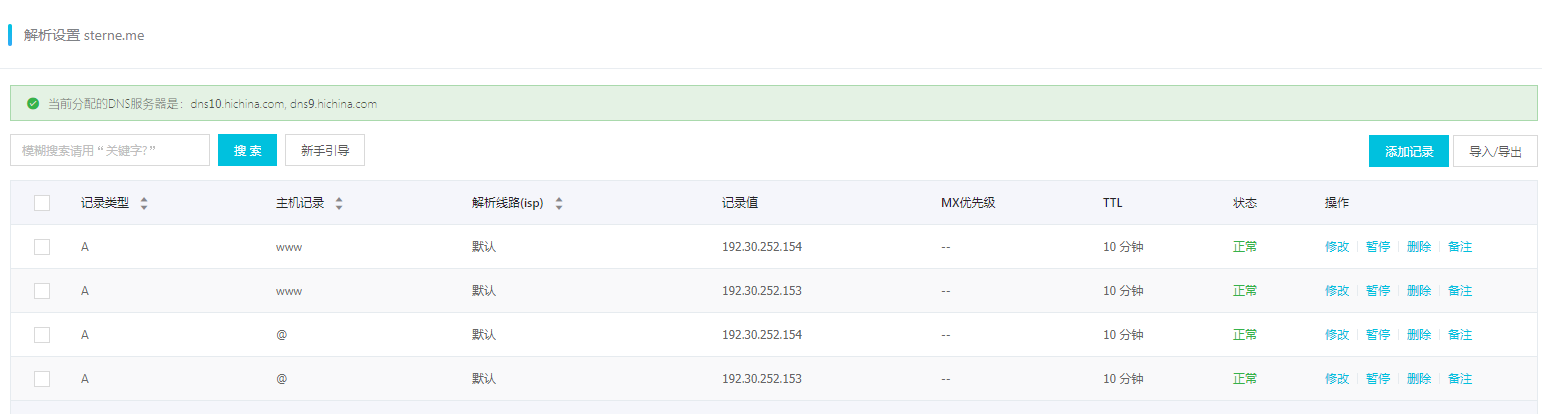 解析设置 sterne.me
当前分配的DNS服务器是: dns10.hichina.com, dns9.hichina.com
模糊搜索请用“关键字?” 搜 索 新手引导 添加记录 导入/导出
记录类型 主机记录 解析线路(isp) 记录值 MX优先级 TTL 状态 操作
A www 默认 192.30.252.154 -- 10 分钟 正常 修改 暂停 删除 备注
A www 默认 192.30.252.153 -- 10 分钟 正常 修改 暂停 删除 备注
A @ 默认 192.30.252.154 -- 10 分钟 正常 修改 暂停 删除 备注
A @ 默认 192.30.252.153 -- 10 分钟 正常 修改 暂停 删除 备注